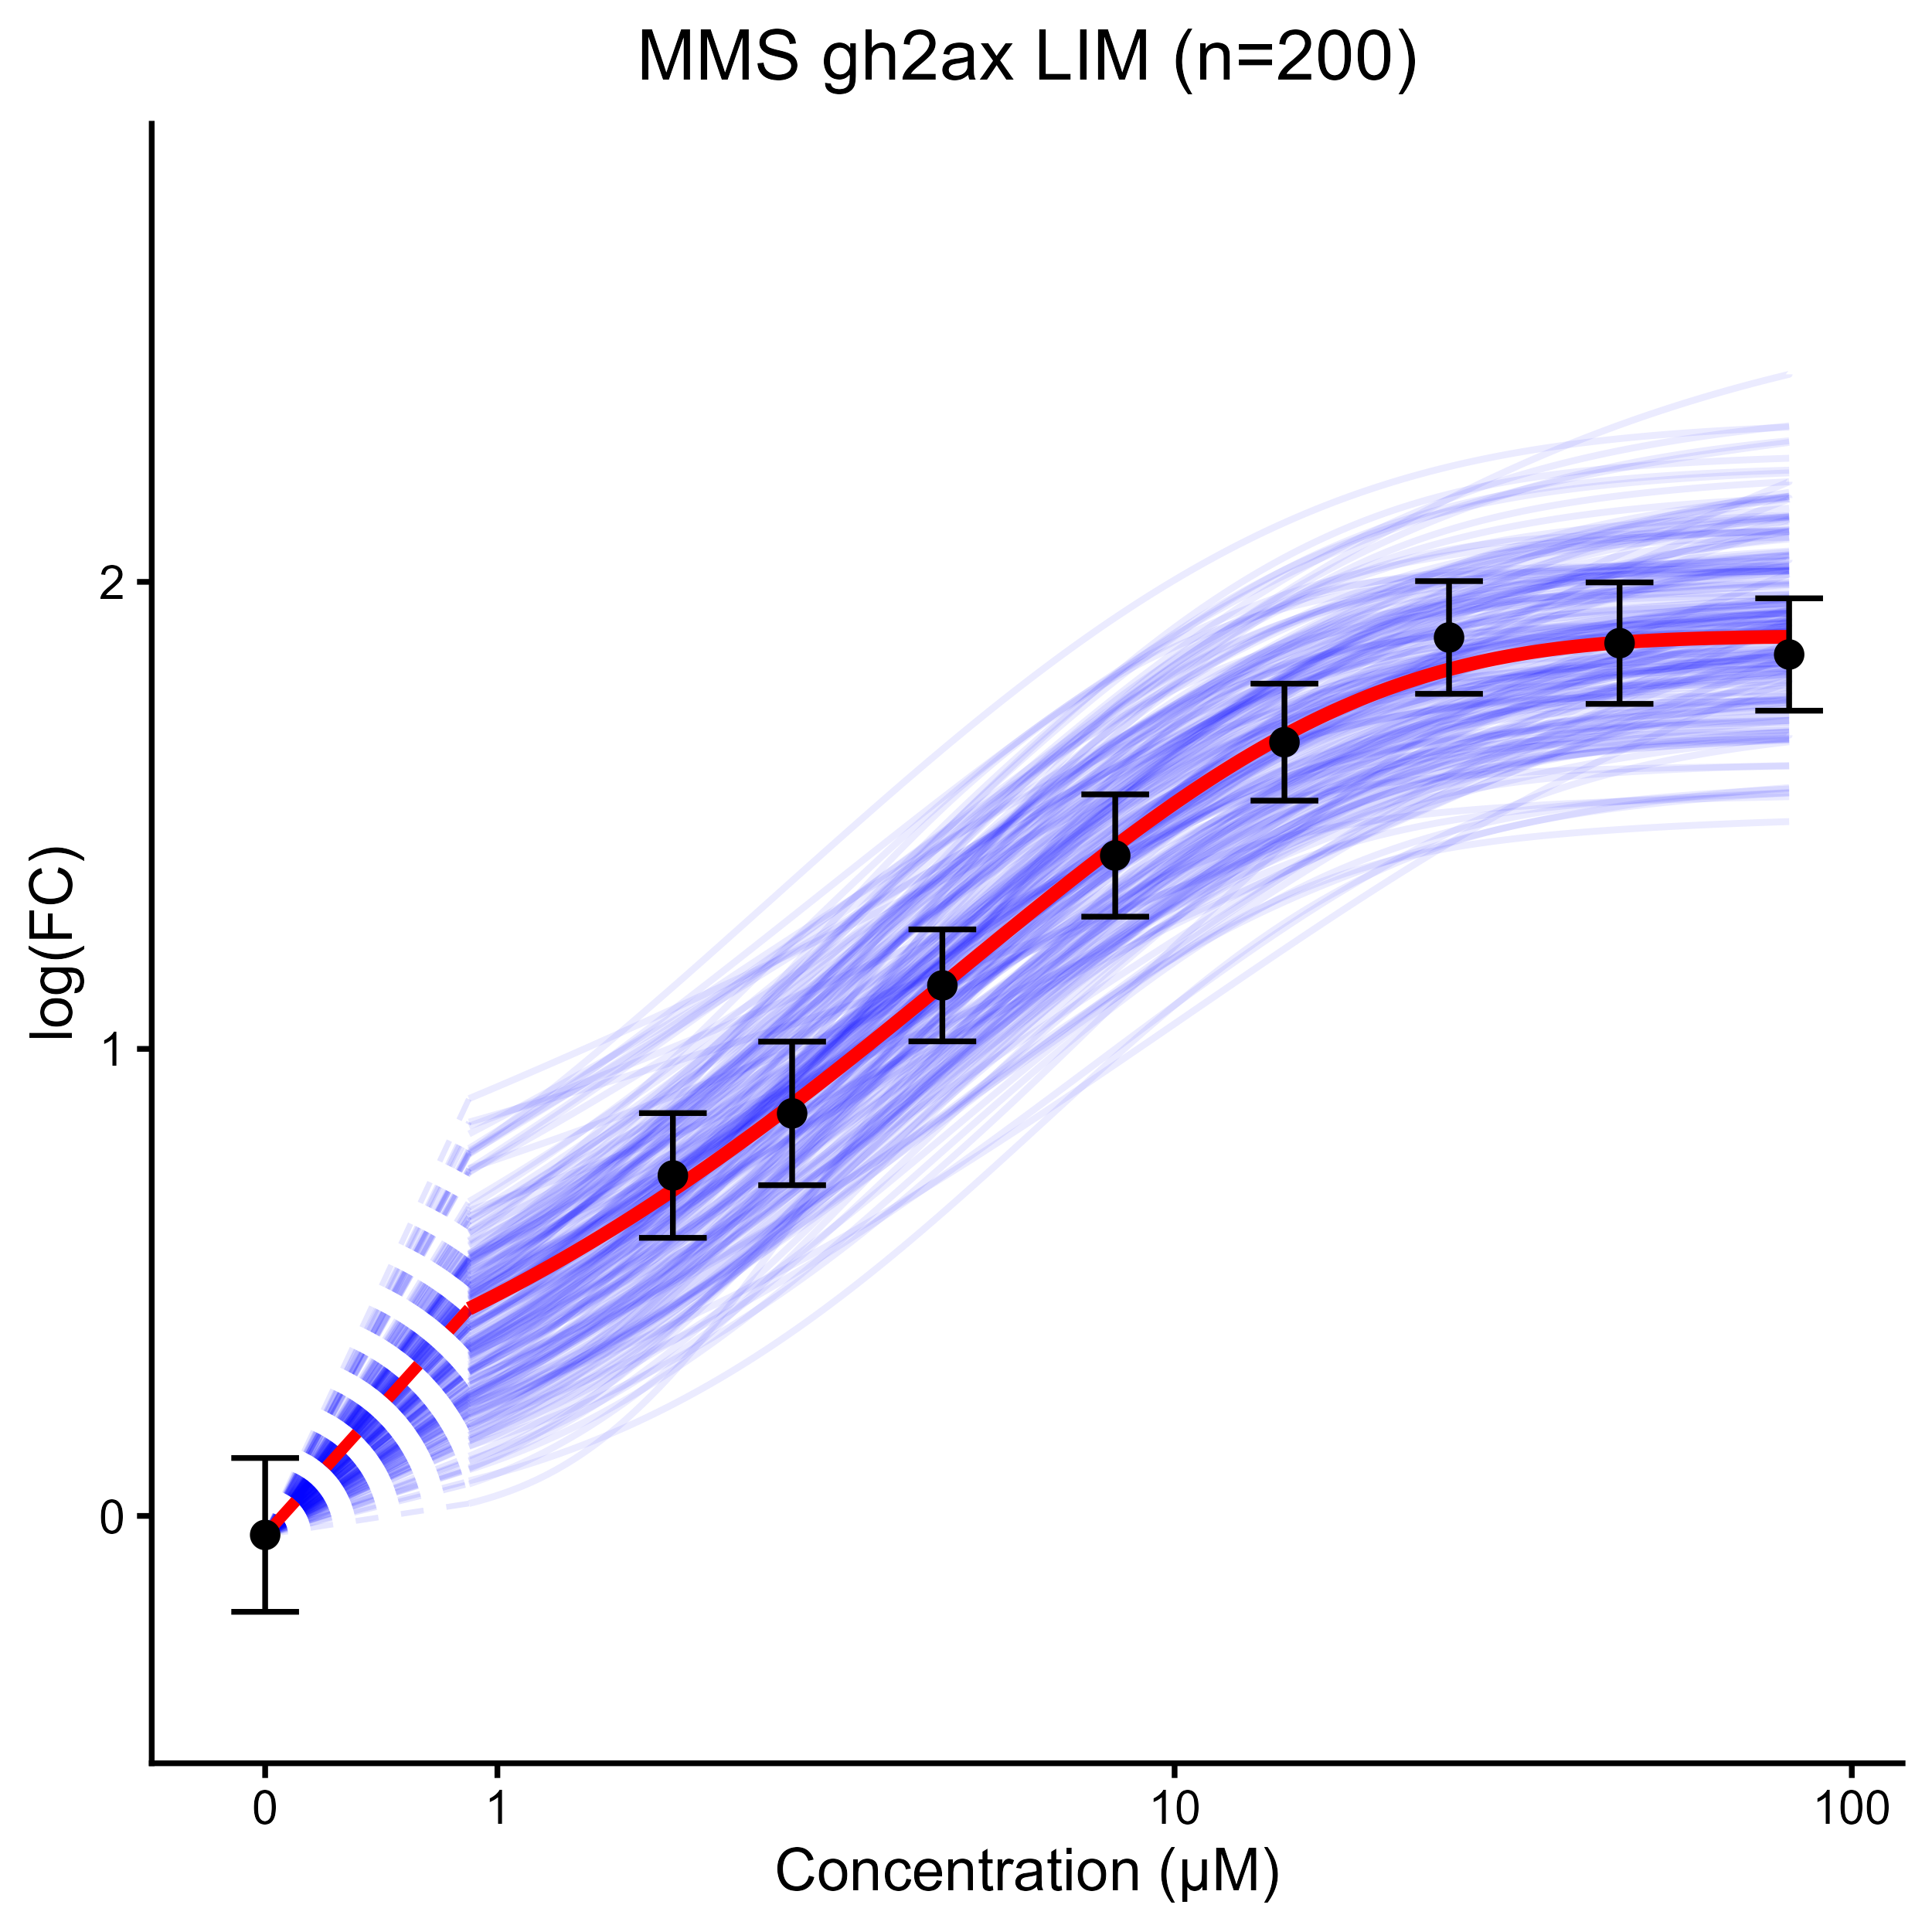 MMS gh2ax LIM (n=200)
log(FC)
2
1
0
0 1 10 100
Concentration (µM)